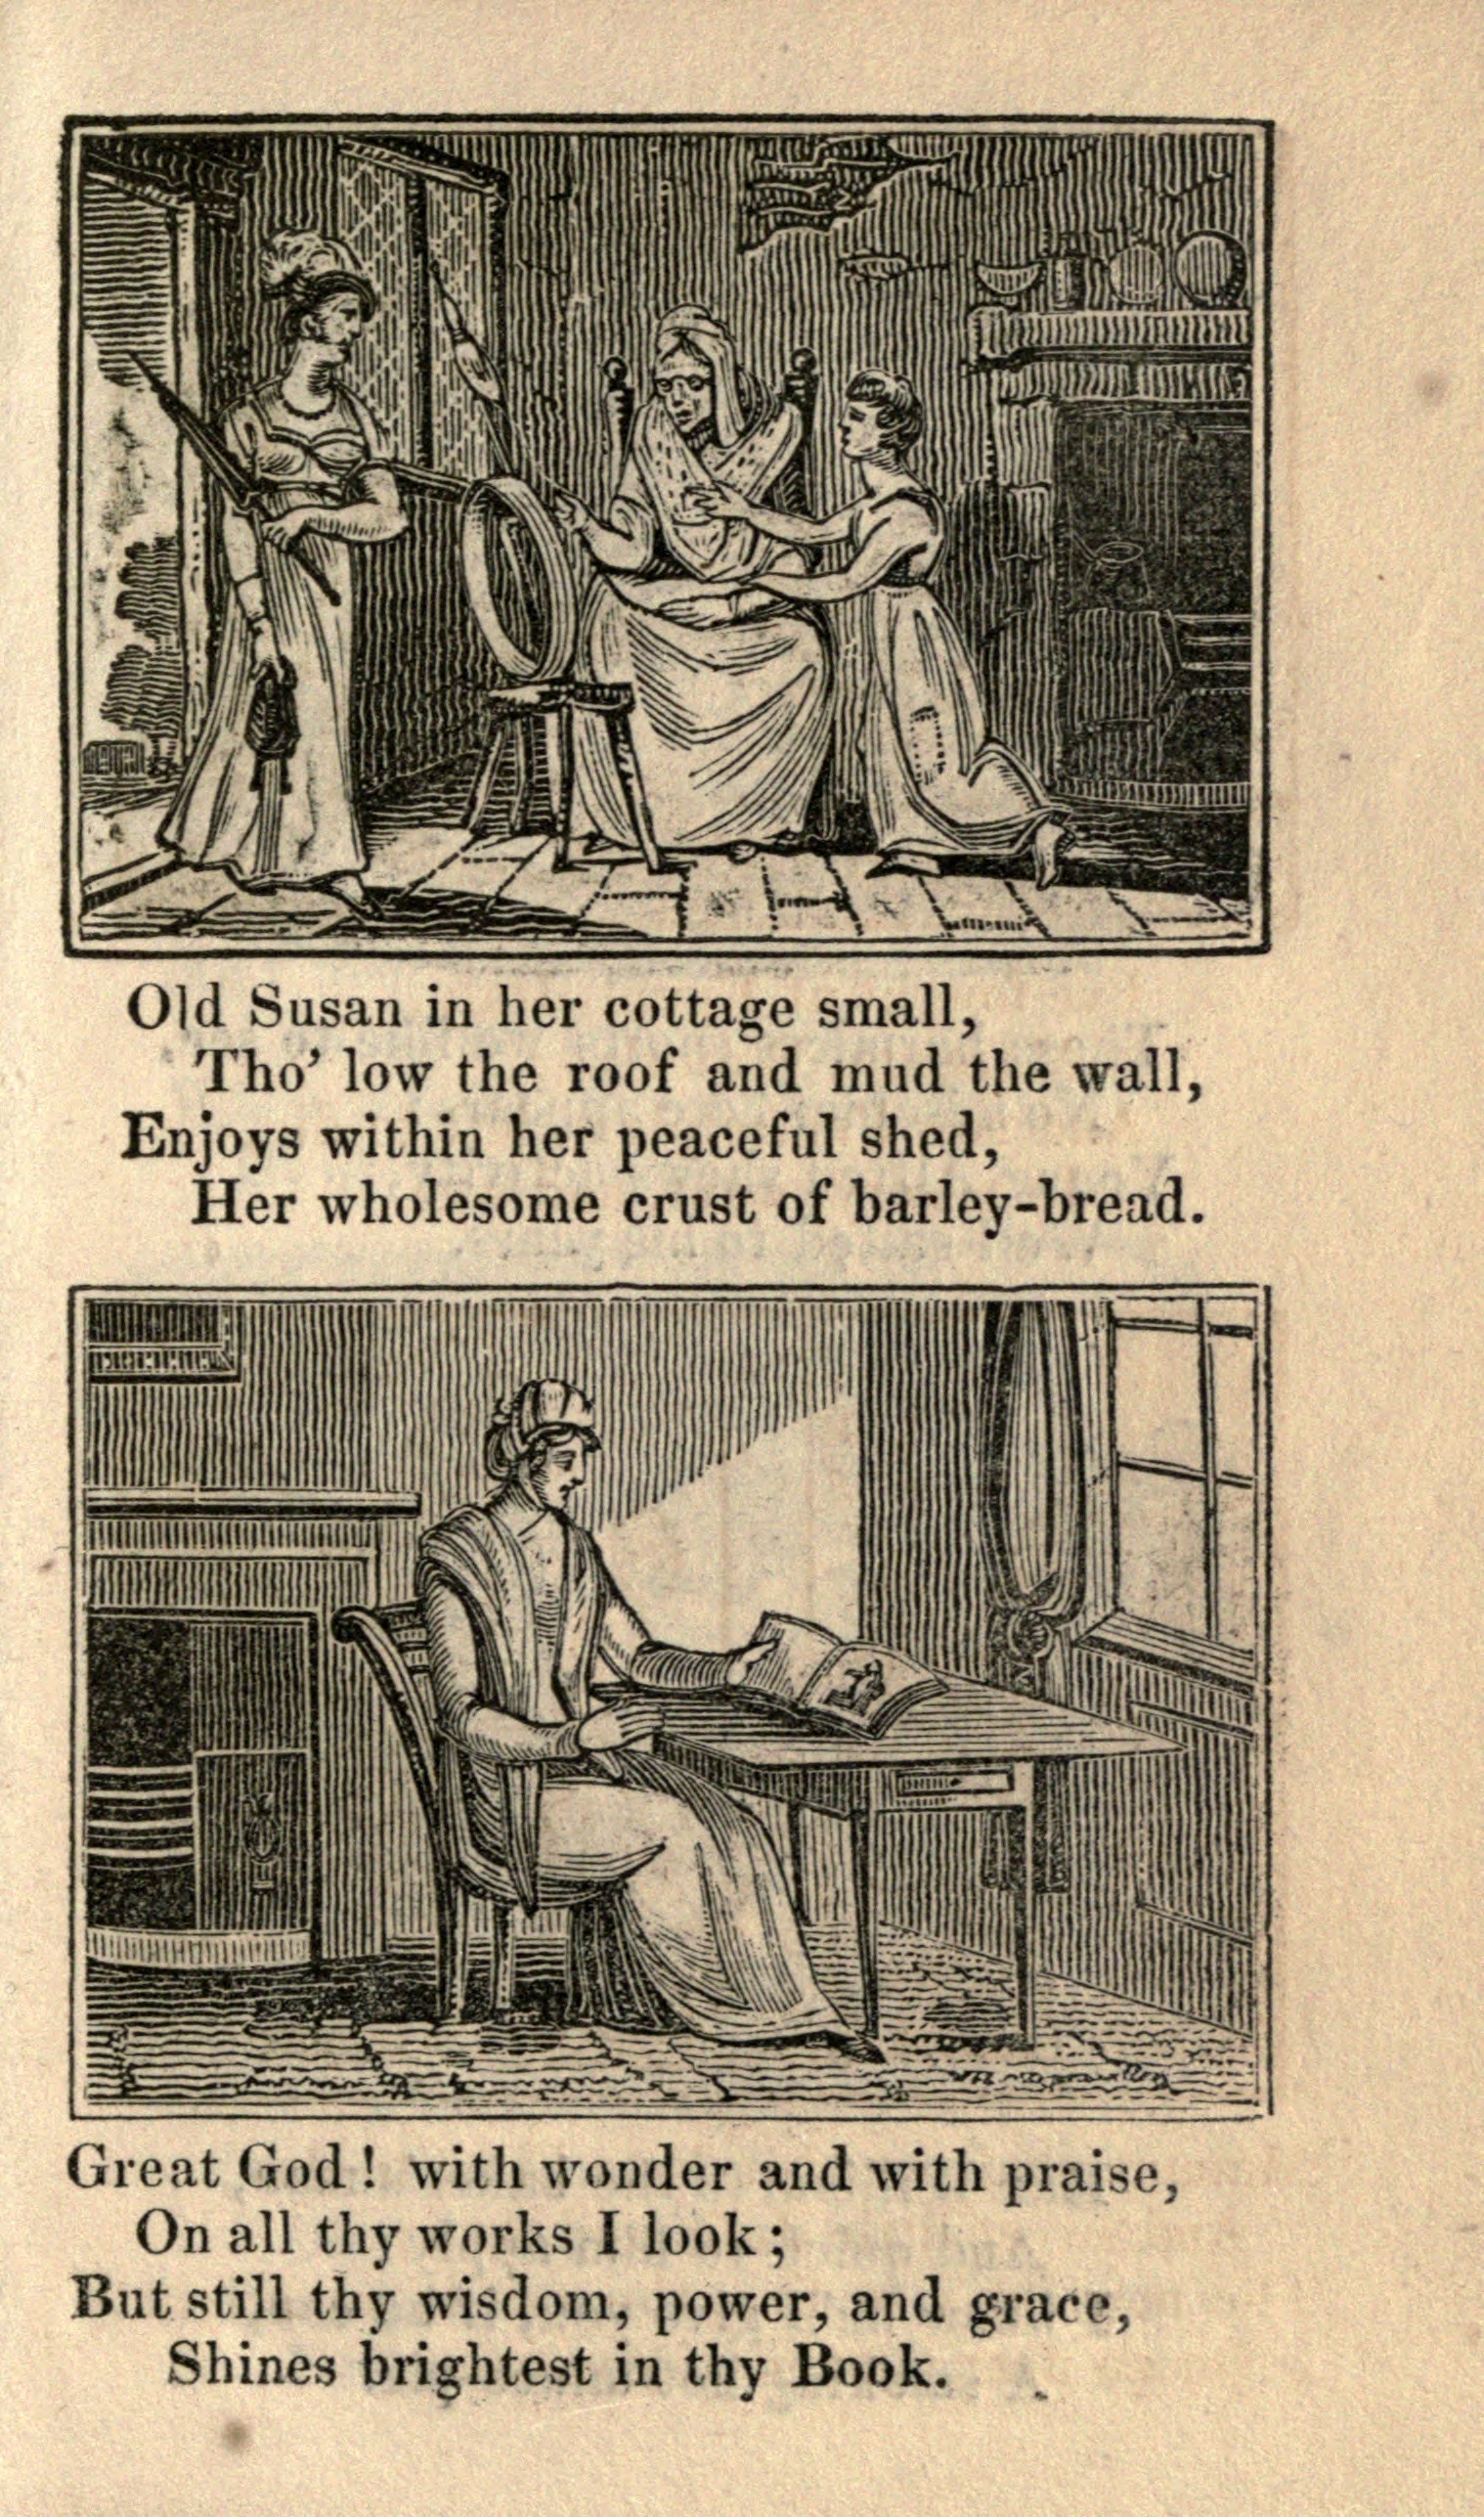 Old Susan in her cottage small,
Tho' low the roof and mud the wall,
Enjoys within her peaceful shed,
Her wholesome crust of barley-bread.
Great God! with wonder and with praise,
On all thy works I look;
But still thy wisdom, power, and grace,
Shines brightest in thy Book.